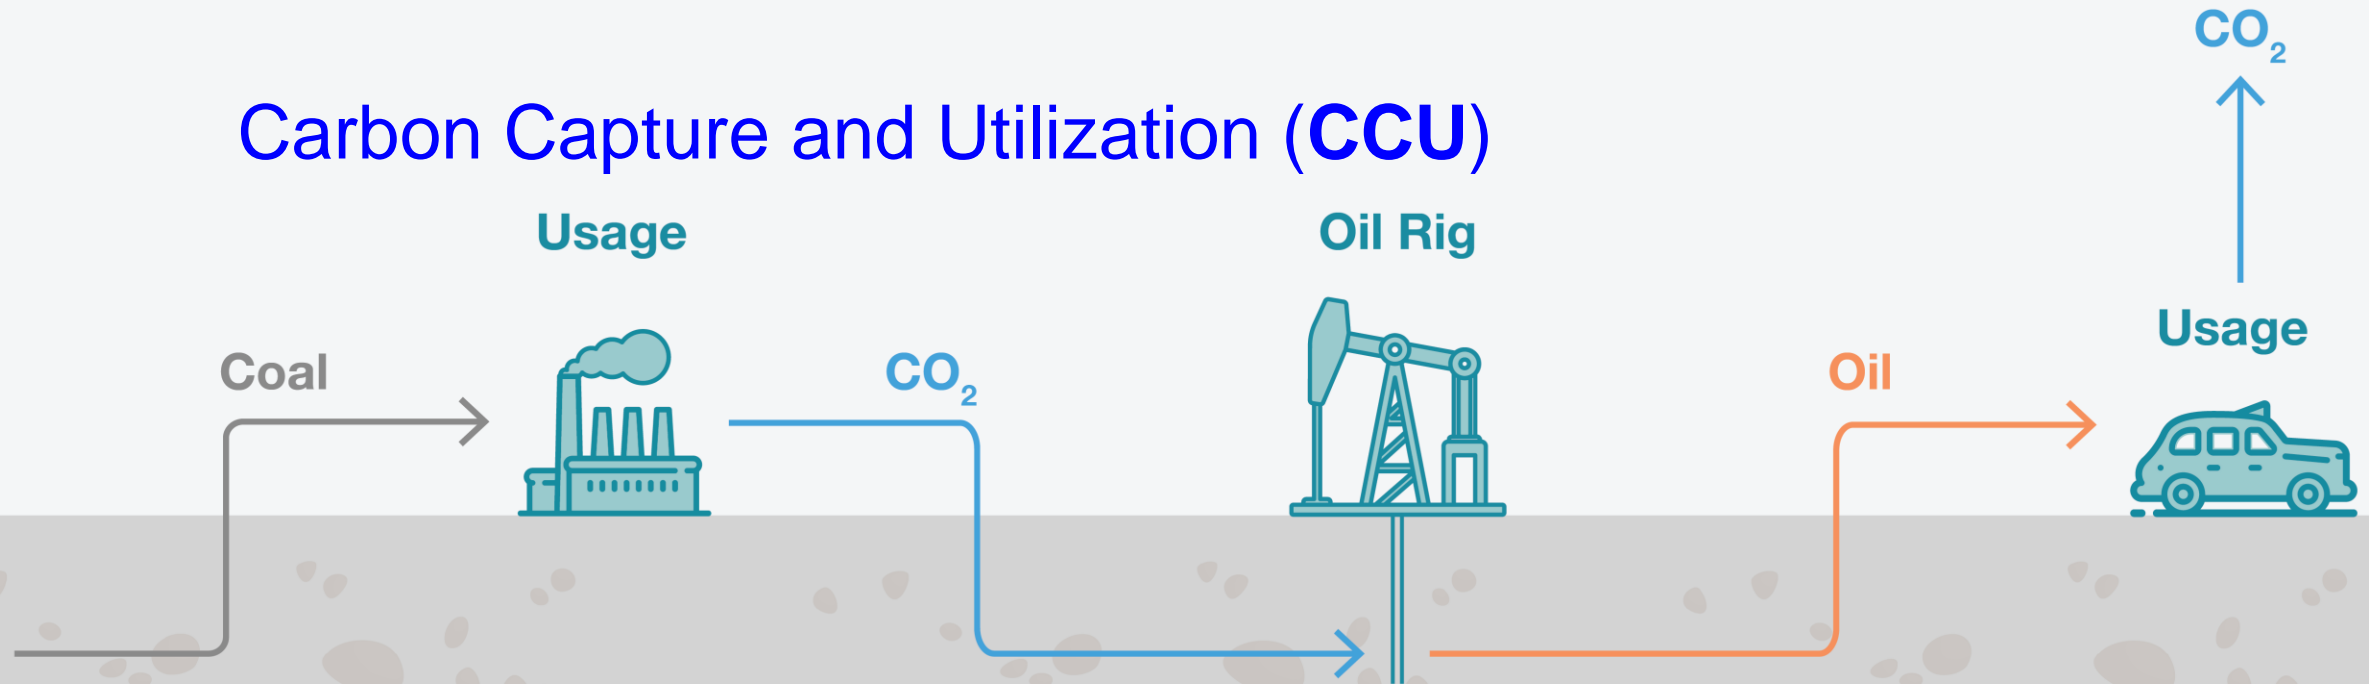 CO₂
Carbon Capture and Utilization (CCU)
Usage
Oil Rig
Usage
Coal
CO₂
Oil